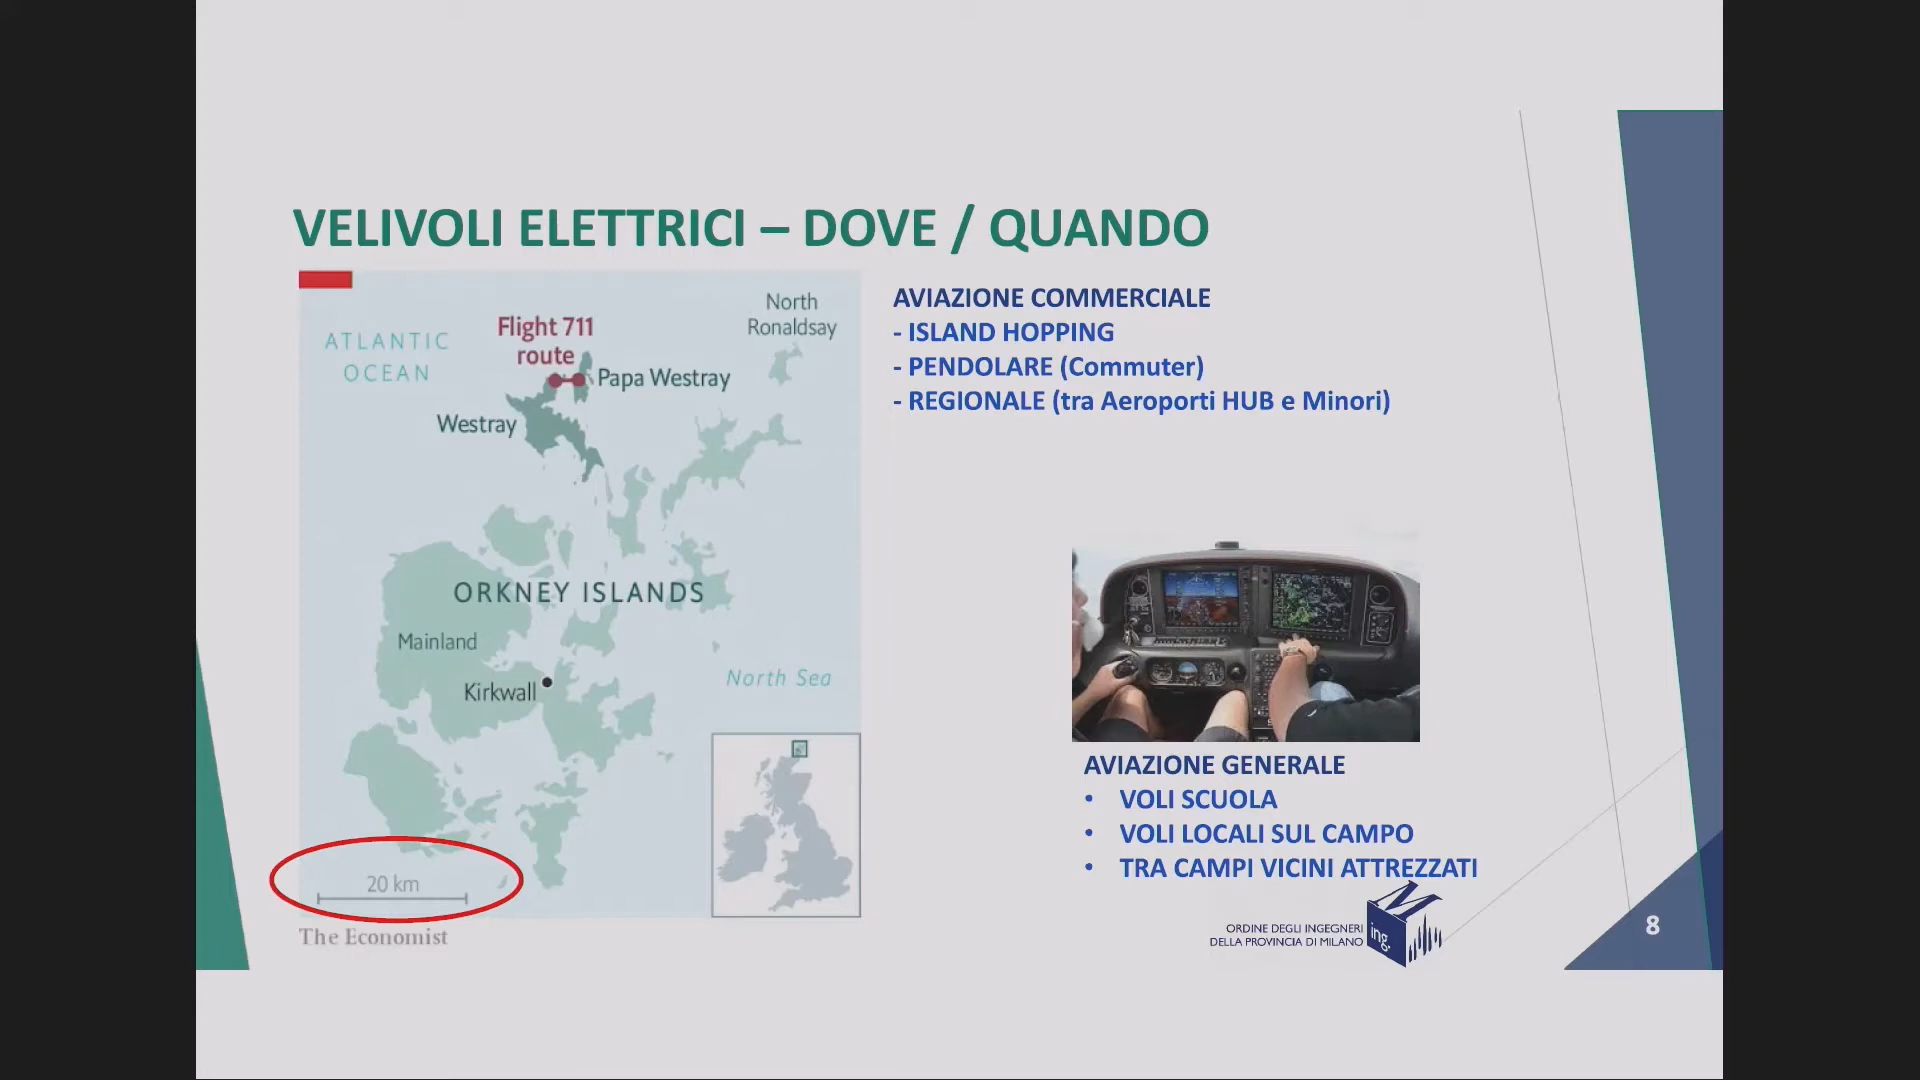 VELIVOLI ELETTRICI – DOVE / QUANDO
ATLANTIC
OCEAN
Flight 711
route
North
Ronaldsay
Papa Westray
Westray
ORKNEY ISLANDS
Mainland
Kirkwall
North Sea
20 km
The Economist
AVIAZIONE COMMERCIALE
- ISLAND HOPPING
- PENDOLARE (Commuter)
- REGIONALE (tra Aeroporti HUB e Minori)
AVIAZIONE GENERALE
• VOLI SCUOLA
• VOLI LOCALI SUL CAMPO
• TRA CAMPI VICINI ATTREZZATI
ORDINE DEGLI INGEGNERI
DELLA PROVINCIA DI MILANO
ing.
8